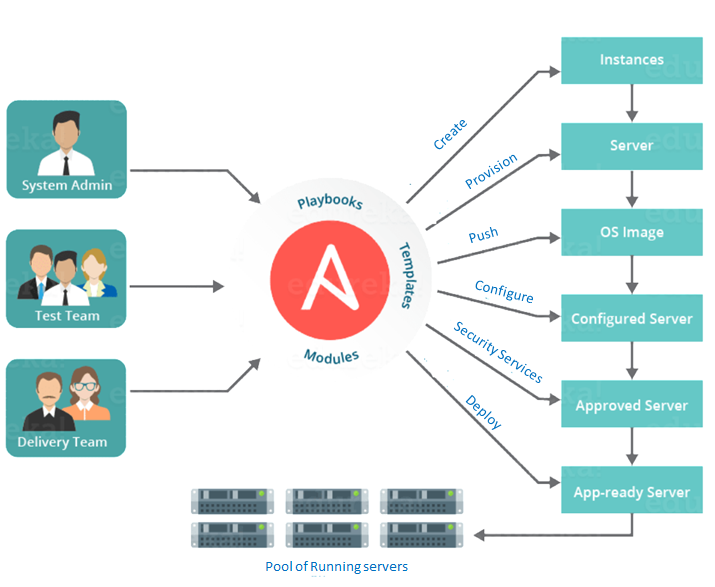 System Admin
Test Team
Delivery Team
Playbooks
Templates
Modules
Create
Provision
Push
Configure
Security Services
Deploy
Instances
Server
OS Image
Configured Server
Approved Server
App-ready Server
Pool of Running servers